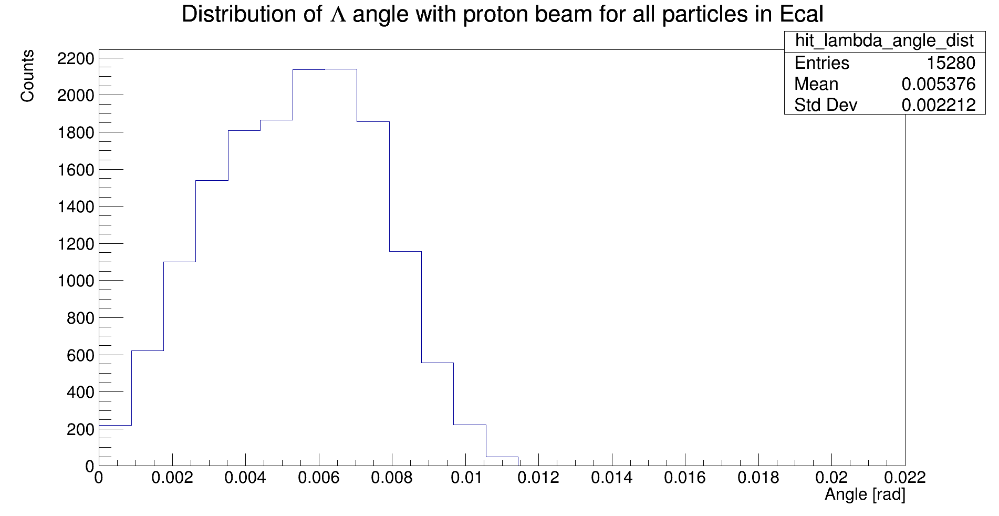 Distribution of Λ angle with proton beam for all particles in Ecal
hit_lambda_angle_dist
Entries 15280
Mean 0.005376
Std Dev 0.002212
Counts
2200
2000
1800
1600
1400
1200
1000
800
600
400
200
0
0 0.002 0.004 0.006 0.008 0.01 0.012 0.014 0.016 0.018 0.02 0.022
Angle [rad]